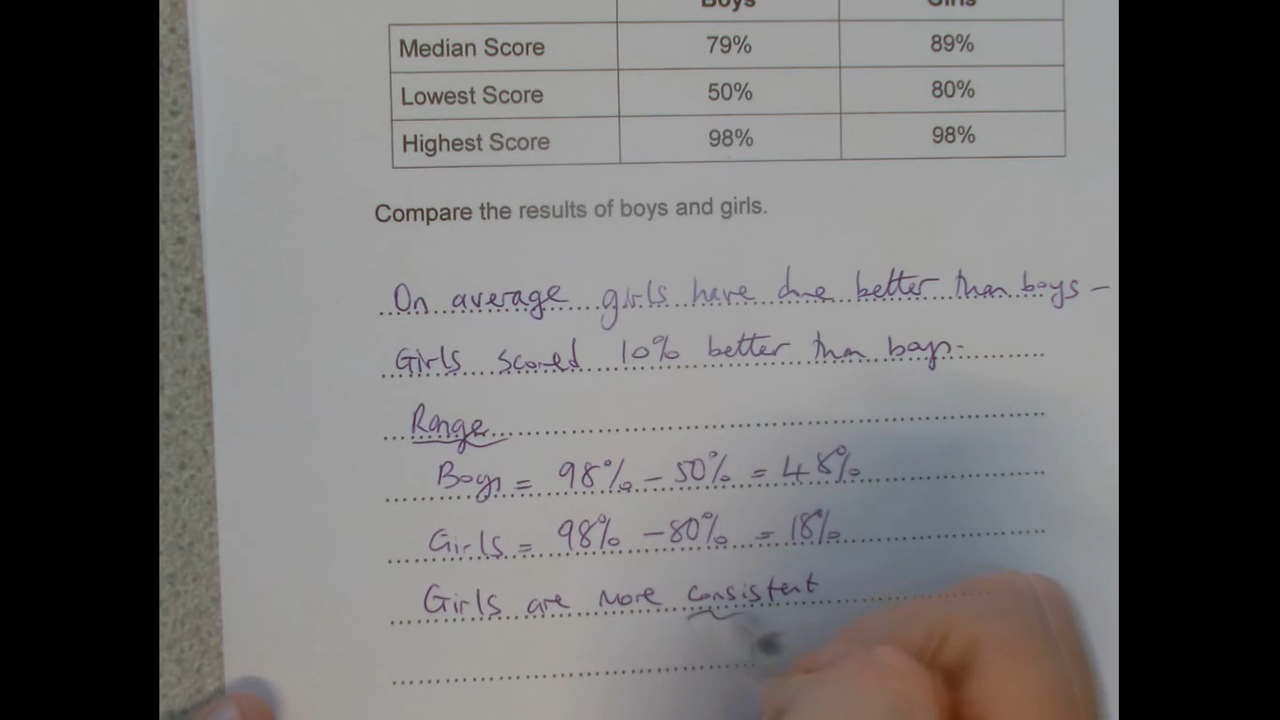 Boys Girls
Median Score 79% 89%
Lowest Score 50% 80%
Highest Score 98% 98%
Compare the results of boys and girls.
On average girls have done better than boys –
Girls scored 10% better than boys.
Range
Boys = 98% – 50% = 48%
Girls = 98% – 80% = 18%
Girls are more consistent